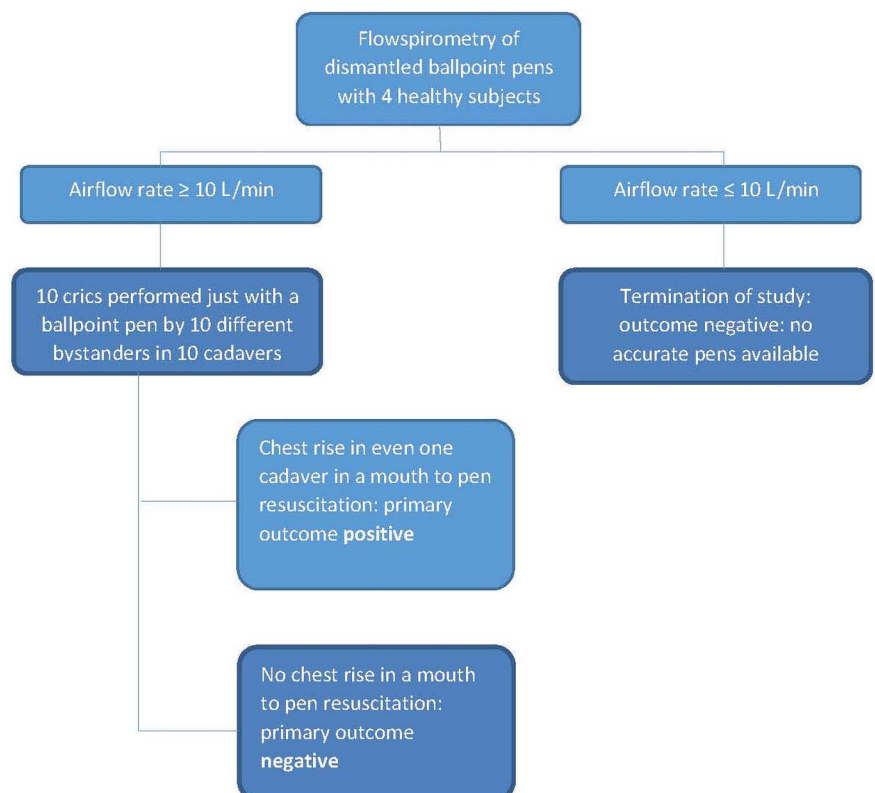 Flowspirometry of
dismantled ballpoint pens
with 4 healthy subjects
Airflow rate ≥ 10 L/min
Airflow rate ≤ 10 L/min
10 crics performed just with a
ballpoint pen by 10 different
bystanders in 10 cadavers
Termination of study:
outcome negative: no
accurate pens available
Chest rise in even one
cadaver in a mouth to pen
resuscitation: primary
outcome positive
No chest rise in a mouth
to pen resuscitation:
primary outcome
negative